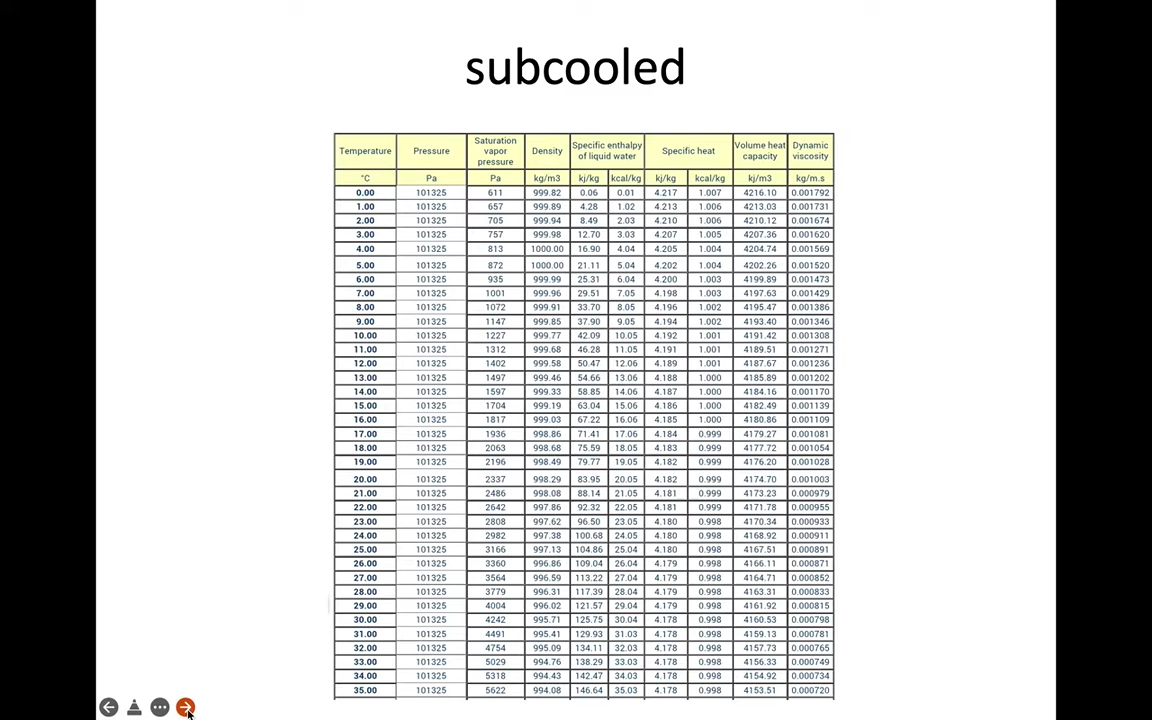 subcooled
Temperature Pressure Saturation vapor pressure Density Specific enthalpy of liquid water Specific heat Volume heat capacity Dynamic viscosity
°C Pa Pa kg/m3 kj/kg kcal/kg kj/kg kcal/kg kj/m3 kg/m.s
0.00 101325 611 999.82 0.06 0.01 4.217 1.007 4216.10 0.001792
1.00 101325 657 999.89 4.28 1.02 4.213 1.006 4213.03 0.001731
2.00 101325 705 999.94 8.49 2.03 4.210 1.006 4210.12 0.001674
3.00 101325 757 999.98 12.70 3.03 4.207 1.005 4207.36 0.001620
4.00 101325 813 1000.00 16.90 4.04 4.205 1.004 4204.74 0.001569
5.00 101325 872 1000.00 21.11 5.04 4.202 1.004 4202.26 0.001520
6.00 101325 935 999.99 25.31 6.04 4.200 1.003 4199.89 0.001473
7.00 101325 1001 999.96 29.51 7.05 4.198 1.003 4197.63 0.001429
8.00 101325 1072 999.91 33.70 8.05 4.196 1.002 4195.47 0.001386
9.00 101325 1147 999.85 37.90 9.05 4.194 1.002 4193.40 0.001346
10.00 101325 1227 999.77 42.09 10.05 4.192 1.001 4191.42 0.001308
11.00 101325 1312 999.68 46.28 11.05 4.191 1.001 4189.51 0.001271
12.00 101325 1402 999.58 50.47 12.06 4.189 1.001 4187.67 0.001236
13.00 101325 1497 999.46 54.66 13.06 4.188 1.000 4185.89 0.001202
14.00 101325 1597 999.33 58.85 14.06 4.187 1.000 4184.16 0.001170
15.00 101325 1704 999.19 63.04 15.06 4.186 1.000 4182.49 0.001139
16.00 101325 1817 999.03 67.22 16.06 4.185 1.000 4180.86 0.001109
17.00 101325 1936 998.86 71.41 17.06 4.184 0.999 4179.27 0.001081
18.00 101325 2063 998.68 75.59 18.05 4.183 0.999 4177.72 0.001054
19.00 101325 2196 998.49 79.77 19.05 4.182 0.999 4176.20 0.001028
20.00 101325 2337 998.29 83.95 20.05 4.182 0.999 4174.70 0.001003
21.00 101325 2486 998.08 88.14 21.05 4.181 0.999 4173.23 0.000979
22.00 101325 2642 997.86 92.32 22.05 4.181 0.999 4171.78 0.000955
23.00 101325 2808 997.62 96.50 23.05 4.180 0.998 4170.34 0.000933
24.00 101325 2982 997.38 100.68 24.05 4.180 0.998 4168.92 0.000911
25.00 101325 3166 997.13 104.86 25.04 4.180 0.998 4167.51 0.000891
26.00 101325 3360 996.86 109.04 26.04 4.179 0.998 4166.11 0.000871
27.00 101325 3564 996.59 113.22 27.04 4.179 0.998 4164.71 0.000852
28.00 101325 3779 996.31 117.39 28.04 4.179 0.998 4163.31 0.000833
29.00 101325 4004 996.02 121.57 29.04 4.179 0.998 4161.92 0.000815
30.00 101325 4242 995.71 125.75 30.04 4.178 0.998 4160.53 0.000798
31.00 101325 4491 995.41 129.93 31.03 4.178 0.998 4159.13 0.000781
32.00 101325 4754 995.09 134.11 32.03 4.178 0.998 4157.73 0.000765
33.00 101325 5029 994.76 138.29 33.03 4.178 0.998 4156.33 0.000749
34.00 101325 5318 994.43 142.47 34.03 4.178 0.998 4154.92 0.000734
35.00 101325 5622 994.08 146.64 35.03 4.178 0.998 4153.51 0.000720